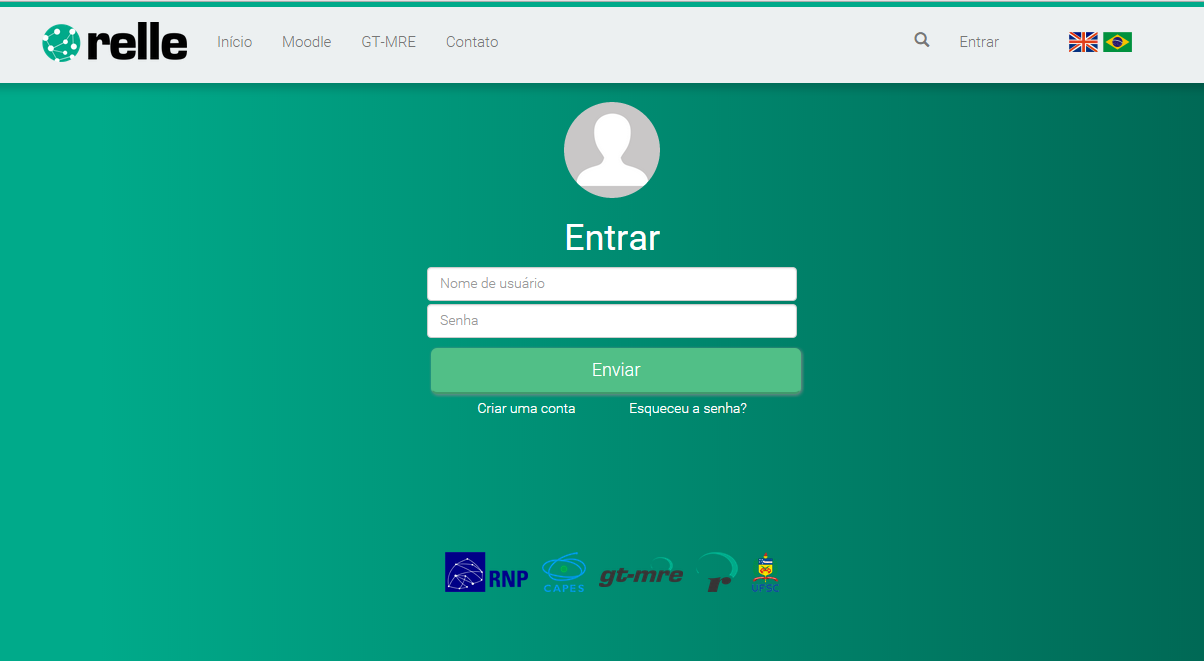 relle Início Moodle GT-MRE Contato Entrar
Entrar
Nome de usuário
Senha
Enviar
Criar uma conta Esqueceu a senha?
RNP CAPES gt-mre r UFSC